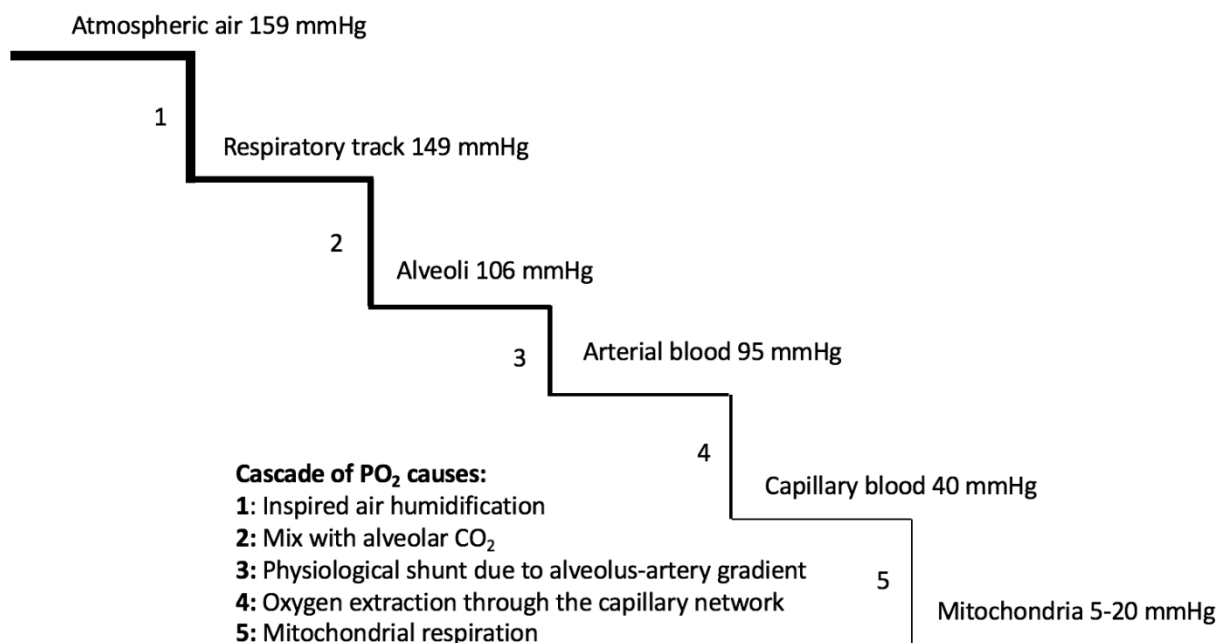 Atmospheric air 159 mmHg
1
Respiratory track 149 mmHg
2
Alveoli 106 mmHg
3
Arterial blood 95 mmHg
4
Capillary blood 40 mmHg
5
Mitochondria 5-20 mmHg
Cascade of PO₂ causes:
1: Inspired air humidification
2: Mix with alveolar CO₂
3: Physiological shunt due to alveolus-artery gradient
4: Oxygen extraction through the capillary network
5: Mitochondrial respiration